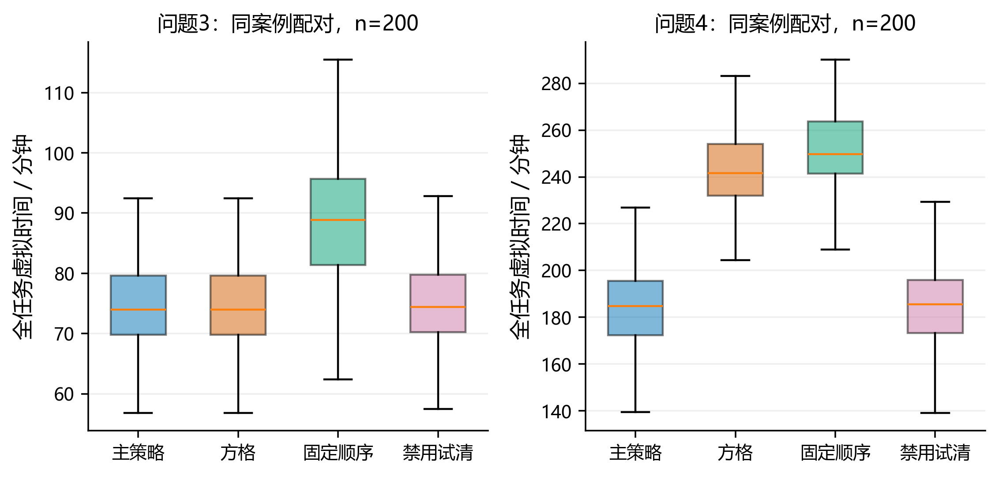 问题3：同案例配对，n=200
全任务虚拟时间 / 分钟
110
100
90
80
70
60
主策略
方格
固定顺序
禁用试清
问题4：同案例配对，n=200
全任务虚拟时间 / 分钟
280
260
240
220
200
180
160
140
主策略
方格
固定顺序
禁用试清